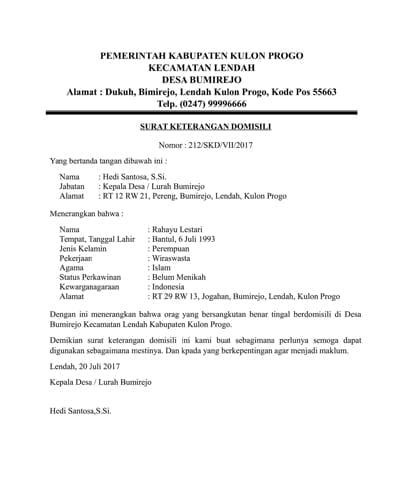 PEMERINTAH KABUPATEN KULON PROGO
KECAMATAN LENDAH
DESA BUMIREJO
Alamat : Dukuh, Bimirejo, Lendah Kulon Progo, Kode Pos 55663
Telp. (0247) 99996666
SURAT KETERANGAN DOMISILI
Nomor : 212/SKD/VII/2017
Yang bertanda tangan dibawah ini :
Nama : Hedi Santosa, S.Si.
Jabatan : Kepala Desa / Lurah Bumirejo
Alamat : RT 12 RW 21, Pereng, Bumirejo, Lendah, Kulon Progo
Menerangkan bahwa :
Nama : Rahayu Lestari
Tempat, Tanggal Lahir : Bantul, 6 Juli 1993
Jenis Kelamin : Perempuan
Pekerjaan : Wiraswasta
Agama : Islam
Status Perkawinan : Belum Menikah
Kewarganagaraan : Indonesia
Alamat : RT 29 RW 13, Jogahan, Bumirejo, Lendah, Kulon Progo
Dengan ini menerangkan bahwa orag yang bersangkutan benar tingal berdomisili di Desa
Bumirejo Kecamatan Lendah Kabupaten Kulon Progo.
Demikian surat keterangan domisili ini kami buat sebagimana perlunya semoga dapat
digunakan sebagaimana mestinya. Dan kpada yang berkepentingan agar menjadi maklum.
Lendah, 20 Juli 2017
Kepala Desa / Lurah Bumirejo
Hedi Santosa,S.Si.